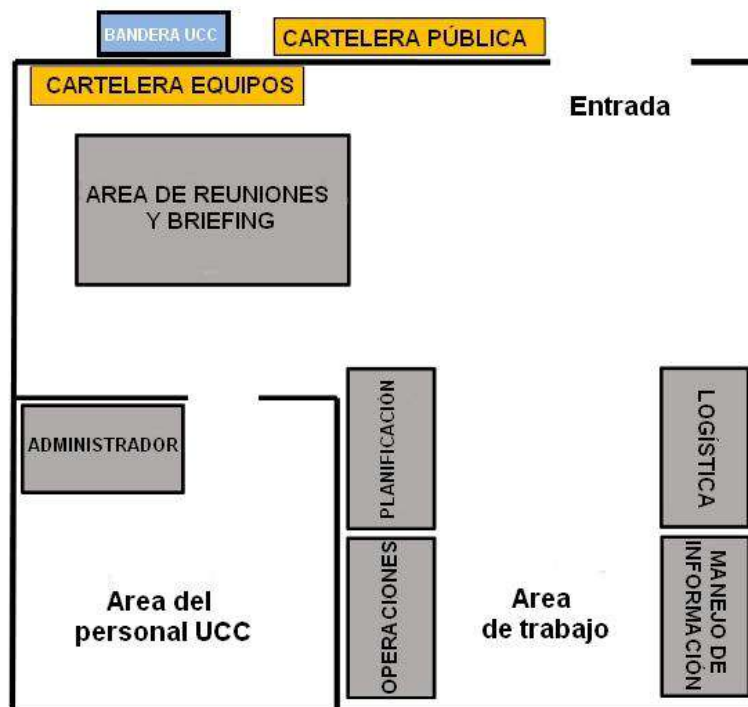 BANDERA UCC
CARTELERA PÚBLICA
CARTELERA EQUIPOS
Entrada
AREA DE REUNIONES
Y BRIEFING
PLANIFICACIÓN
LOGÍSTICA
ADMINISTRADOR
Area del
personal UCC
OPERACIONES
Area
de trabajo
MANEJO DE
INFORMACIÓN